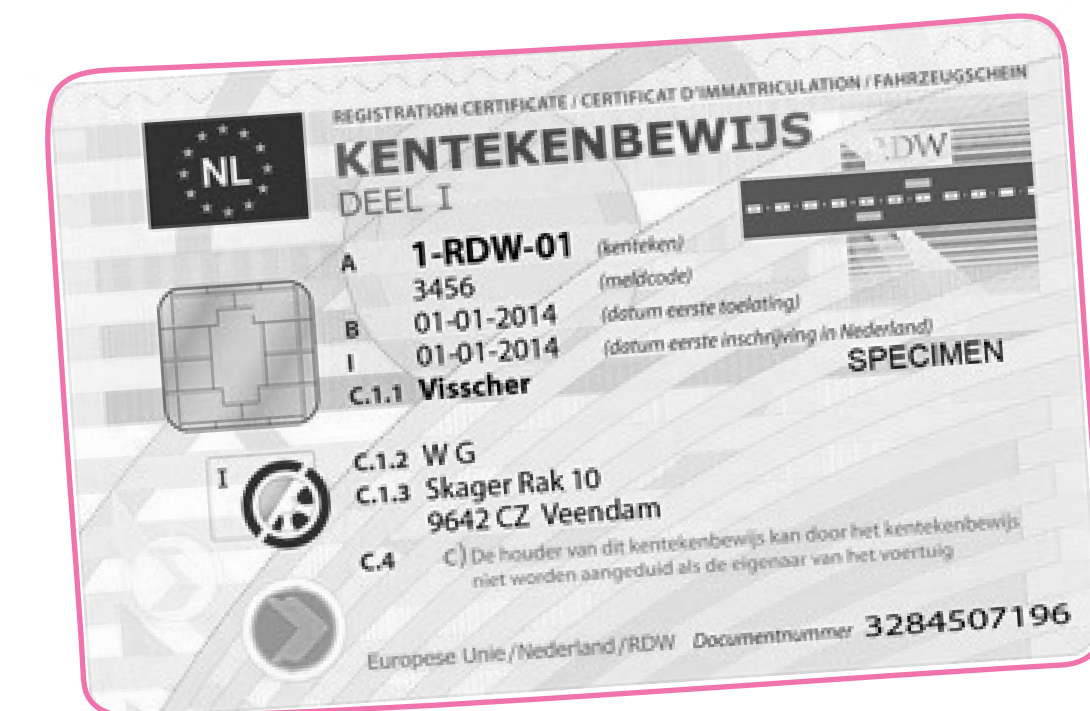 REGISTRATION CERTIFICATE / CERTIFICAT D'IMMATRICULATION / FAHRZEUGSCHEIN
NL
KENTEKENBEWIJS
RDW
DEEL I
A 1-RDW-01 (kenteken)
3456 (meldcode)
B 01-01-2014 (datum eerste toelating)
I 01-01-2014 (datum eerste inschrijving in Nederland)
SPECIMEN
C.1.1 Visscher
C.1.2 W G
I
C.1.3 Skager Rak 10
9642 CZ Veendam
C.4 C) De houder van dit kentekenbewijs kan door het kentekenbewijs
niet worden aangeduid als de eigenaar van het voertuig
Europese Unie/Nederland/RDW Documentnummer 3284507196